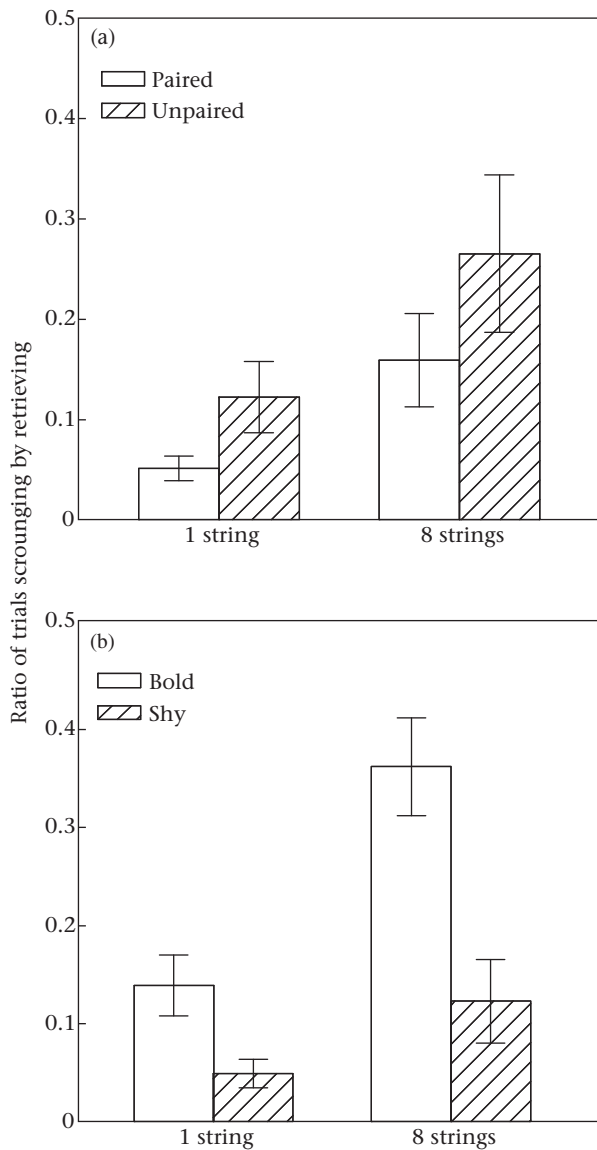 Ratio of trials scrounging by retrieving
0.5
(a)
Paired
Unpaired
0.4
0.3
0.2
0.1
0
1 string
8 strings
0.5
(b)
Bold
Shy
0.4
0.3
0.2
0.1
0
1 string
8 strings